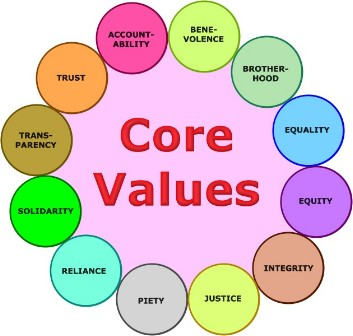 Core
Values
ACCOUNT-
ABILITY
BENE-
VOLENCE
BROTHER-
HOOD
EQUALITY
EQUITY
INTEGRITY
JUSTICE
PIETY
RELIANCE
SOLIDARITY
TRANS-
PARENCY
TRUST